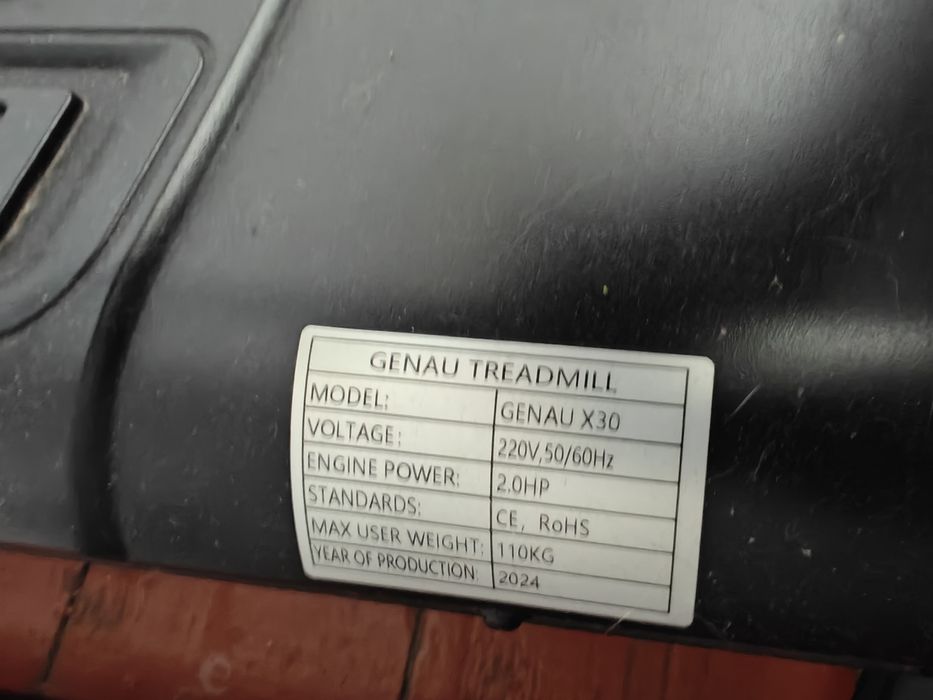 GENAU TREADMILL
MODEL: GENAU X30
VOLTAGE: 220V,50/60Hz
ENGINE POWER: 2.0HP
STANDARDS: CE, RoHS
MAX USER WEIGHT: 110KG
YEAR OF PRODUCTION: 2024